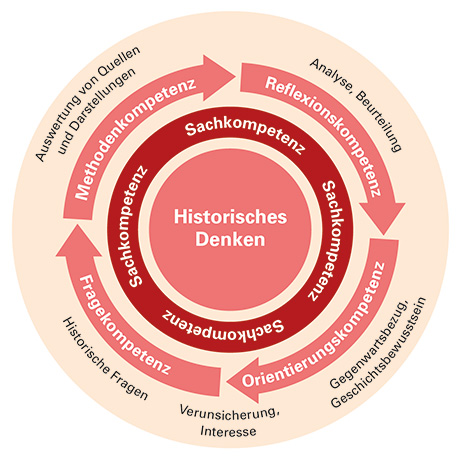 Auswertung von Quellen
und Darstellungen
Analyse, Beurteilung
Methodenkompetenz
Reflexionskompetenz
Sachkompetenz
Sachkompetenz
Sachkompetenz
Historisches
Denken
Sachkompetenz
Fragekompetenz
Orientierungskompetenz
Historische Fragen
Gegenwartsbezug,
Geschichtsbewusstsein
Verunsicherung,
Interesse